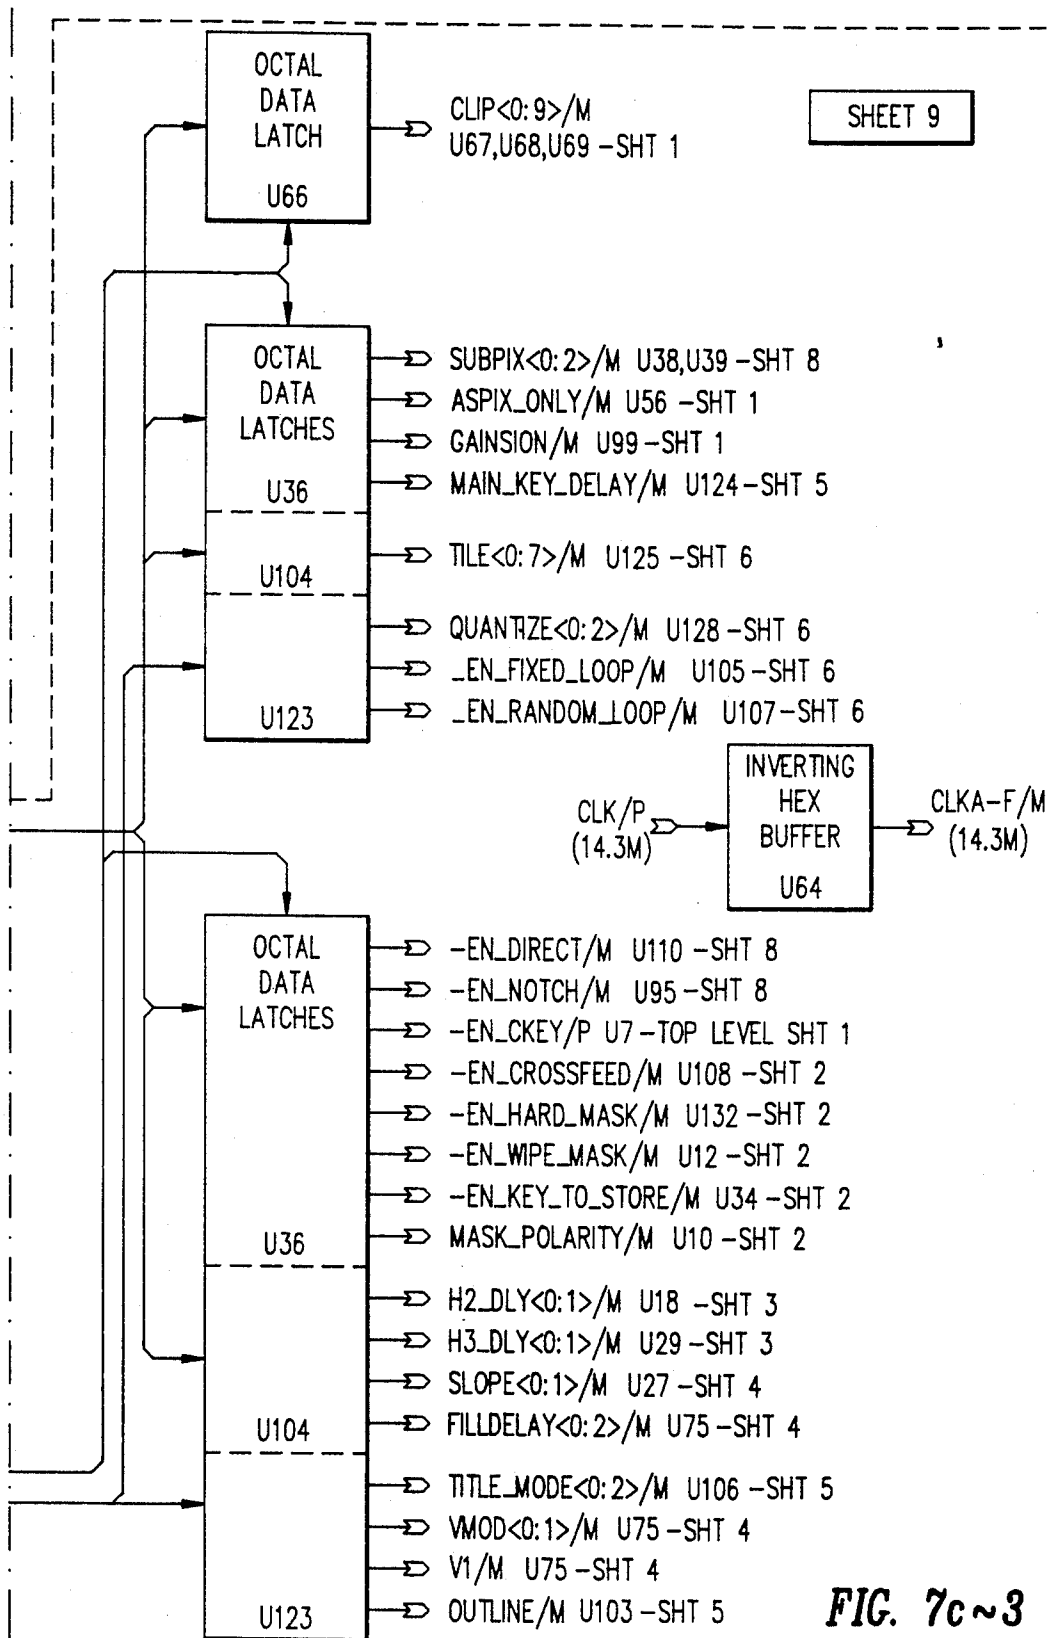 OCTAL
DATA
LATCH
U66
CLIP<0:9>/M
U67,U68,U69-SHT 1
SHEET 9
OCTAL
DATA
LATCHES
U36
U104
U123
SUBPIX<0:2>/M U38,U39-SHT 8
ASPIX_ONLY/M U56-SHT 1
GAINSION/M U99-SHT 1
MAIN_KEY_DELAY/M U124-SHT 5
TILE<0:7>/M U125-SHT 6
QUANTIZE<0:2>/M U128-SHT 6
_EN_FIXED_LOOP/M U105-SHT 6
_EN_RANDOM_LOOP/M U107-SHT 6
CLK/P
(14.3M)
INVERTING
HEX
BUFFER
U64
CLKA-F/M
(14.3M)
OCTAL
DATA
LATCHES
U36
U104
U123
-EN_DIRECT/M U110-SHT 8
-EN_NOTCH/M U95-SHT 8
-EN_CKEY/P U7-TOP LEVEL SHT 1
-EN_CROSSFEED/M U108-SHT 2
-EN_HARD_MASK/M U132-SHT 2
-EN_WIPE_MASK/M U12-SHT 2
-EN_KEY_TO_STORE/M U34-SHT 2
MASK_POLARITY/M U10-SHT 2
H2_DLY<0:1>/M U18-SHT 3
H3_DLY<0:1>/M U29-SHT 3
SLOPE<0:1>/M U27-SHT 4
FILLDELAY<0:2>/M U75-SHT 4
TITLE_MODE<0:2>/M U106-SHT 5
VMOD<0:1>/M U75-SHT 4
V1/M U75-SHT 4
OUTLINE/M U103-SHT 5
FIG. 7c~3